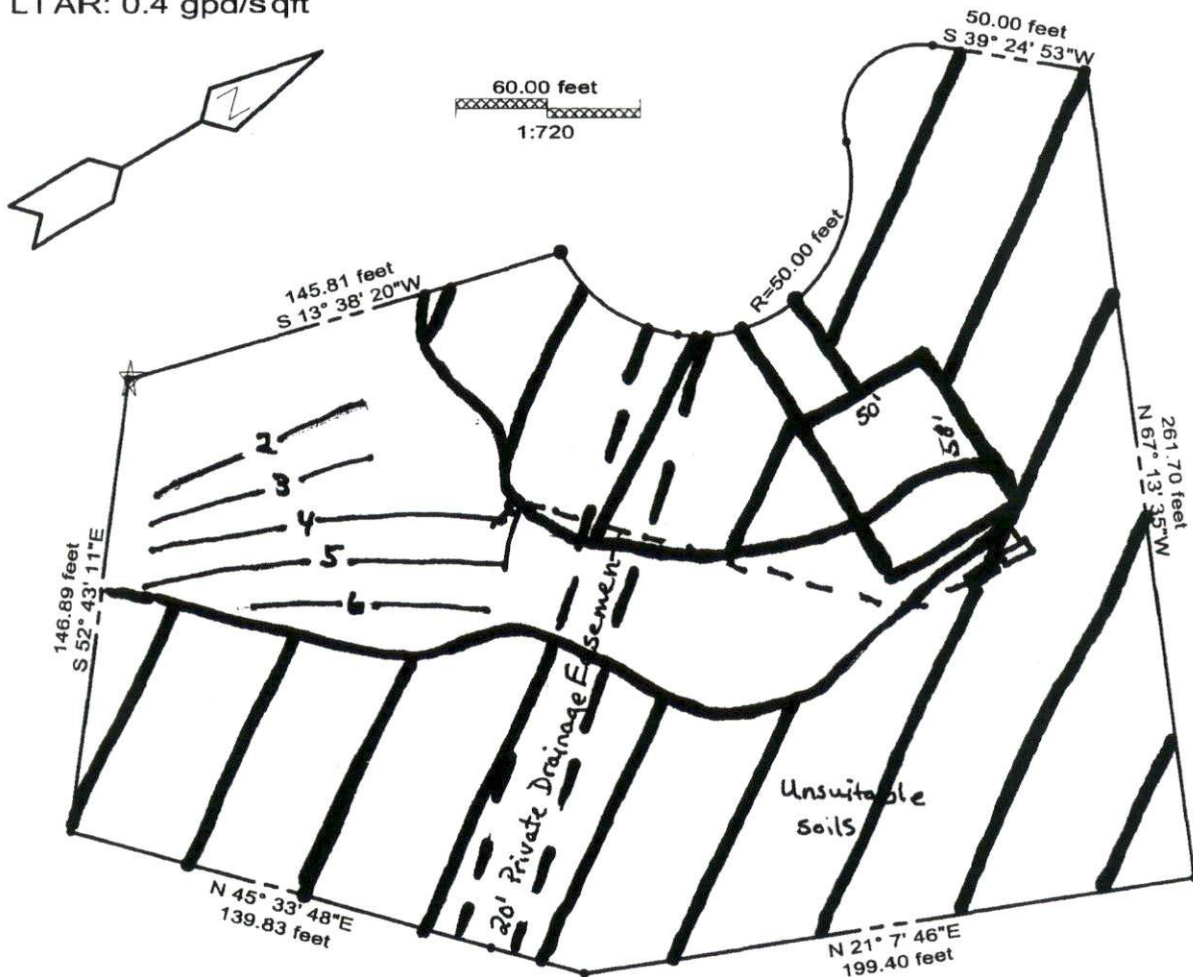 LTAR: 0.4 gpd/sqft
50.00 feet
S 39° 24' 53"W
N
60.00 feet
1:720
145.81 feet
S 13° 38' 20"W
R=50.00 feet
50'
58'
2
3
4
5
6
146.89 feet
S 52° 43' 11"E
261.70 feet
N 67° 13' 35"W
20' Private Drainage Easement
Unsuitable
soils
N 45° 33' 48"E
139.83 feet
N 21° 7' 46"E
199.40 feet